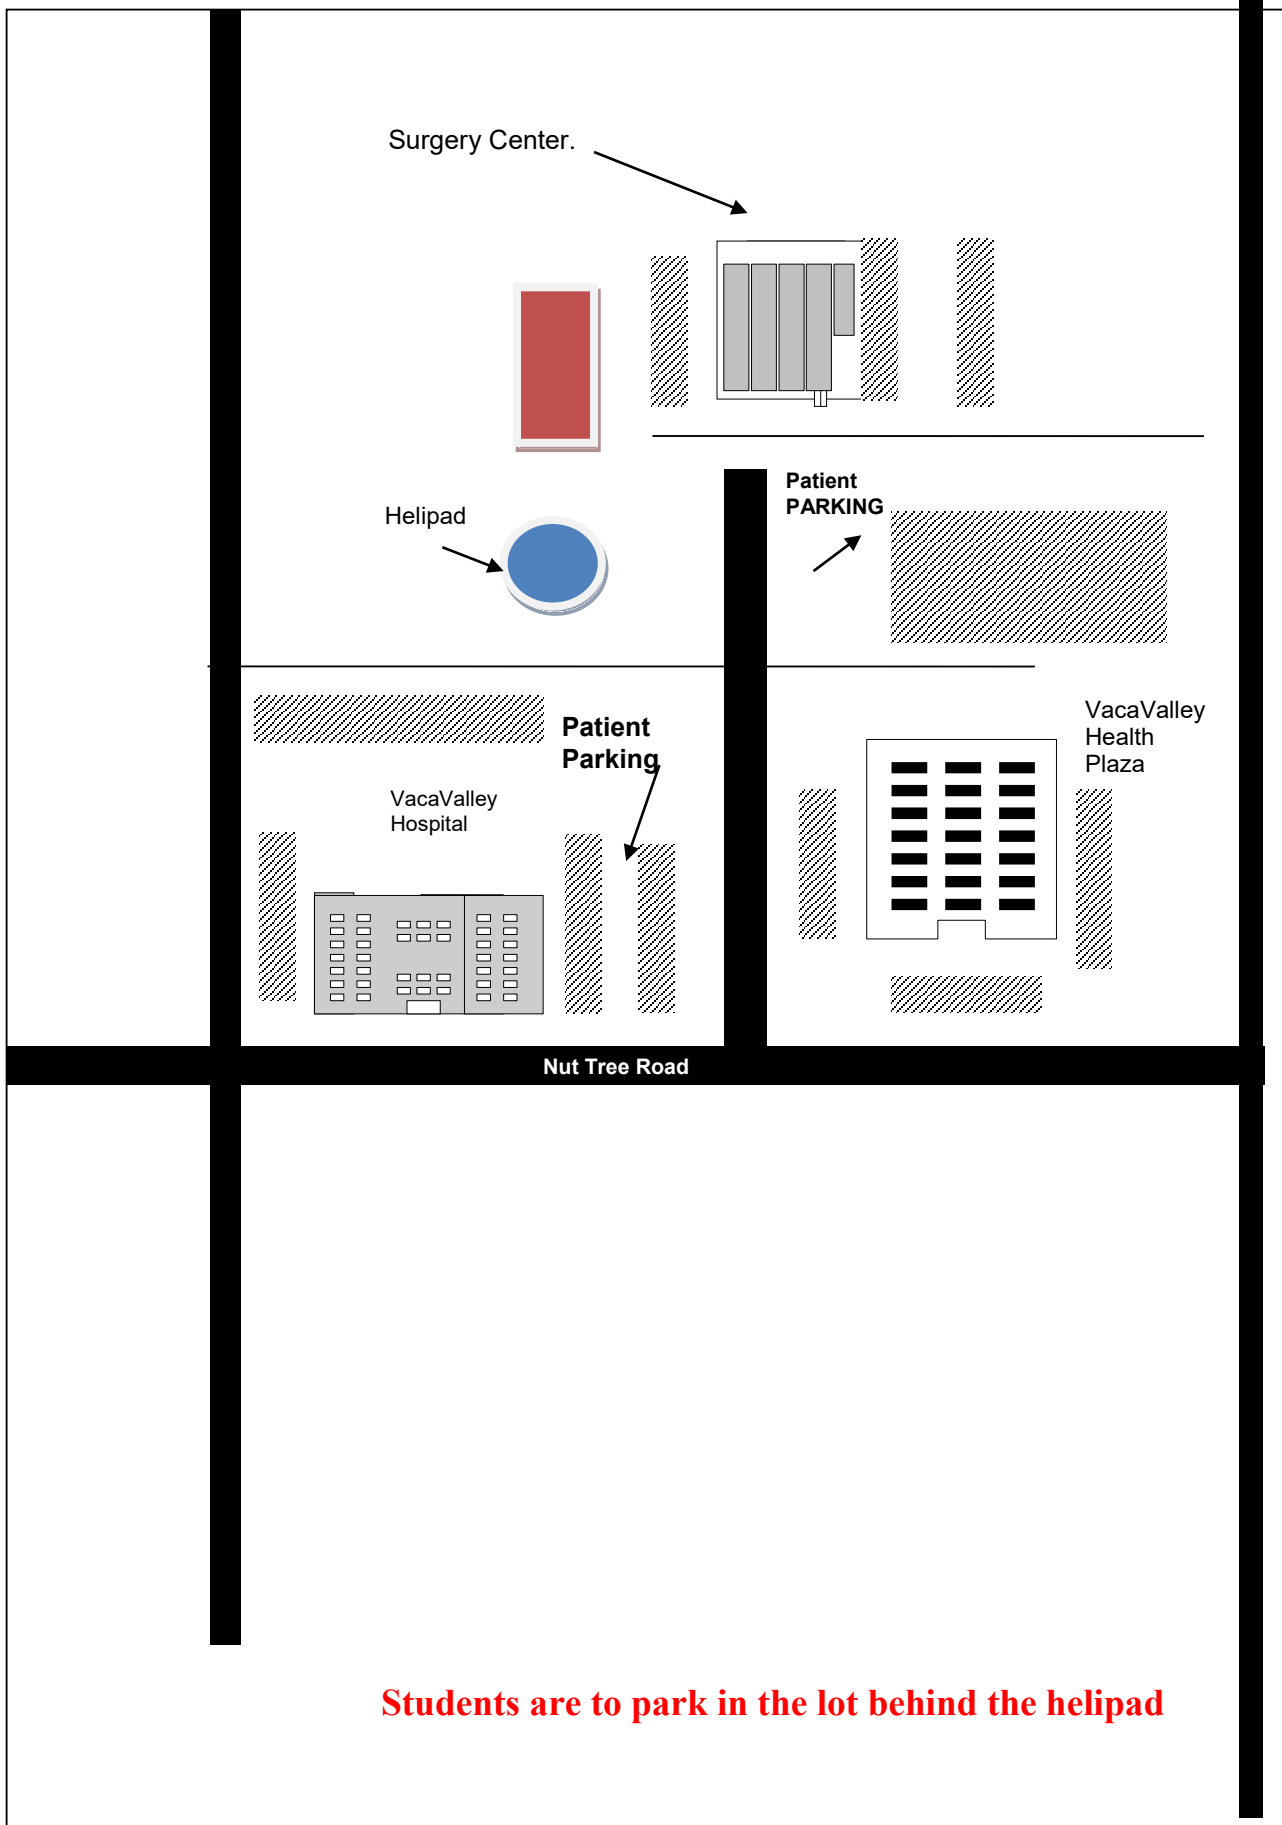 Surgery Center.
Patient
PARKING
Helipad
Patient
Parking
VacaValley
Health
Plaza
VacaValley
Hospital
Nut Tree Road
Students are to park in the lot behind the helipad